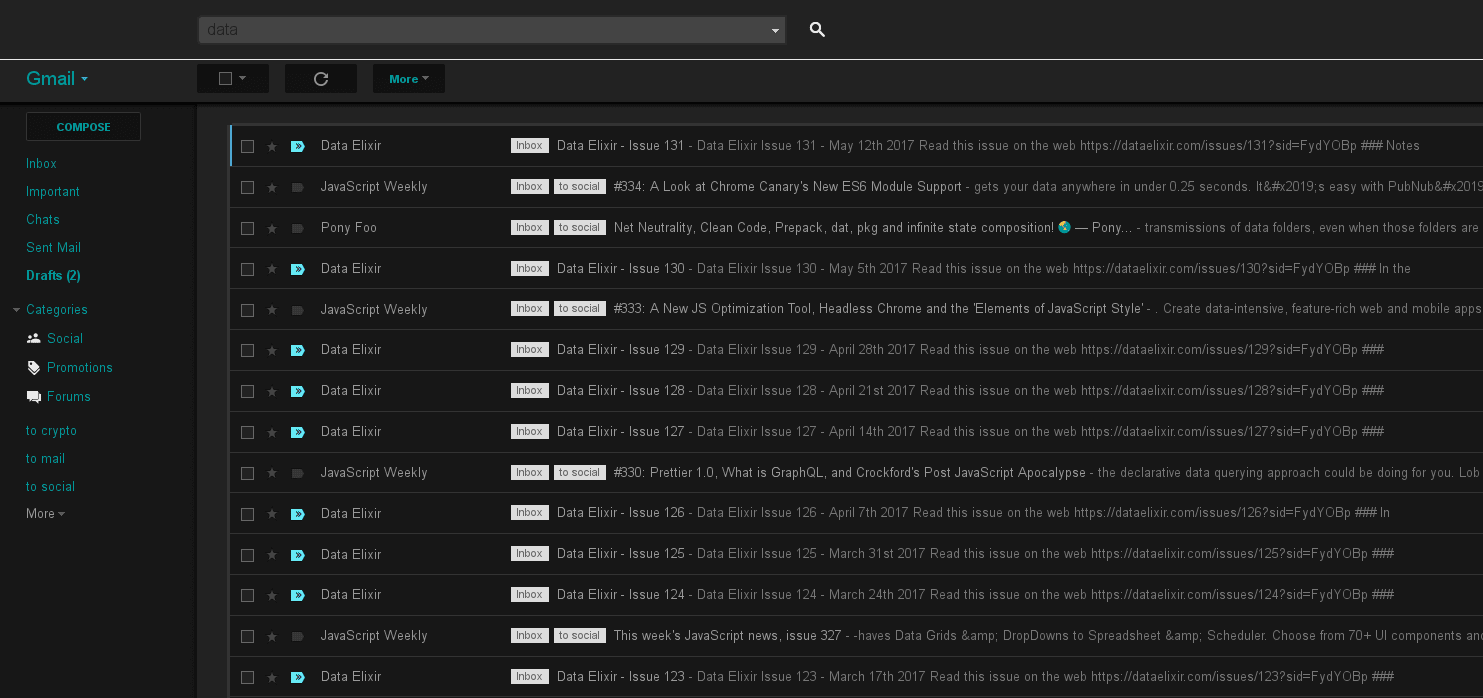 data
Gmail
More
COMPOSE
Inbox
Important
Chats
Sent Mail
Drafts (2)
Categories
Social
Promotions
Forums
to crypto
to mail
to social
More
Data Elixir Inbox Data Elixir - Issue 131 - Data Elixir Issue 131 - May 12th 2017 Read this issue on the web https://dataelixir.com/issues/131?sid=FydYOBp ### Notes
JavaScript Weekly Inbox to social #334: A Look at Chrome Canary's New ES6 Module Support - gets your data anywhere in under 0.25 seconds. It&#x2019;s easy with PubNub&#x2019
Pony Foo Inbox to social Net Neutrality, Clean Code, Prepack, dat, pkg and infinite state composition! 🌏 — Pony... - transmissions of data folders, even when those folders are
Data Elixir Inbox Data Elixir - Issue 130 - Data Elixir Issue 130 - May 5th 2017 Read this issue on the web https://dataelixir.com/issues/130?sid=FydYOBp ### In the
JavaScript Weekly Inbox to social #333: A New JS Optimization Tool, Headless Chrome and the 'Elements of JavaScript Style' - . Create data-intensive, feature-rich web and mobile apps
Data Elixir Inbox Data Elixir - Issue 129 - Data Elixir Issue 129 - April 28th 2017 Read this issue on the web https://dataelixir.com/issues/129?sid=FydYOBp ###
Data Elixir Inbox Data Elixir - Issue 128 - Data Elixir Issue 128 - April 21st 2017 Read this issue on the web https://dataelixir.com/issues/128?sid=FydYOBp ###
Data Elixir Inbox Data Elixir - Issue 127 - Data Elixir Issue 127 - April 14th 2017 Read this issue on the web https://dataelixir.com/issues/127?sid=FydYOBp ###
JavaScript Weekly Inbox to social #330: Prettier 1.0, What is GraphQL, and Crockford's Post JavaScript Apocalypse - the declarative data querying approach could be doing for you. Lob
Data Elixir Inbox Data Elixir - Issue 126 - Data Elixir Issue 126 - April 7th 2017 Read this issue on the web https://dataelixir.com/issues/126?sid=FydYOBp ### In
Data Elixir Inbox Data Elixir - Issue 125 - Data Elixir Issue 125 - March 31st 2017 Read this issue on the web https://dataelixir.com/issues/125?sid=FydYOBp ###
Data Elixir Inbox Data Elixir - Issue 124 - Data Elixir Issue 124 - March 24th 2017 Read this issue on the web https://dataelixir.com/issues/124?sid=FydYOBp ###
JavaScript Weekly Inbox to social This week's JavaScript news, issue 327 - -haves Data Grids &amp; DropDowns to Spreadsheet &amp; Scheduler. Choose from 70+ UI components and
Data Elixir Inbox Data Elixir - Issue 123 - Data Elixir Issue 123 - March 17th 2017 Read this issue on the web https://dataelixir.com/issues/123?sid=FydYOBp ###